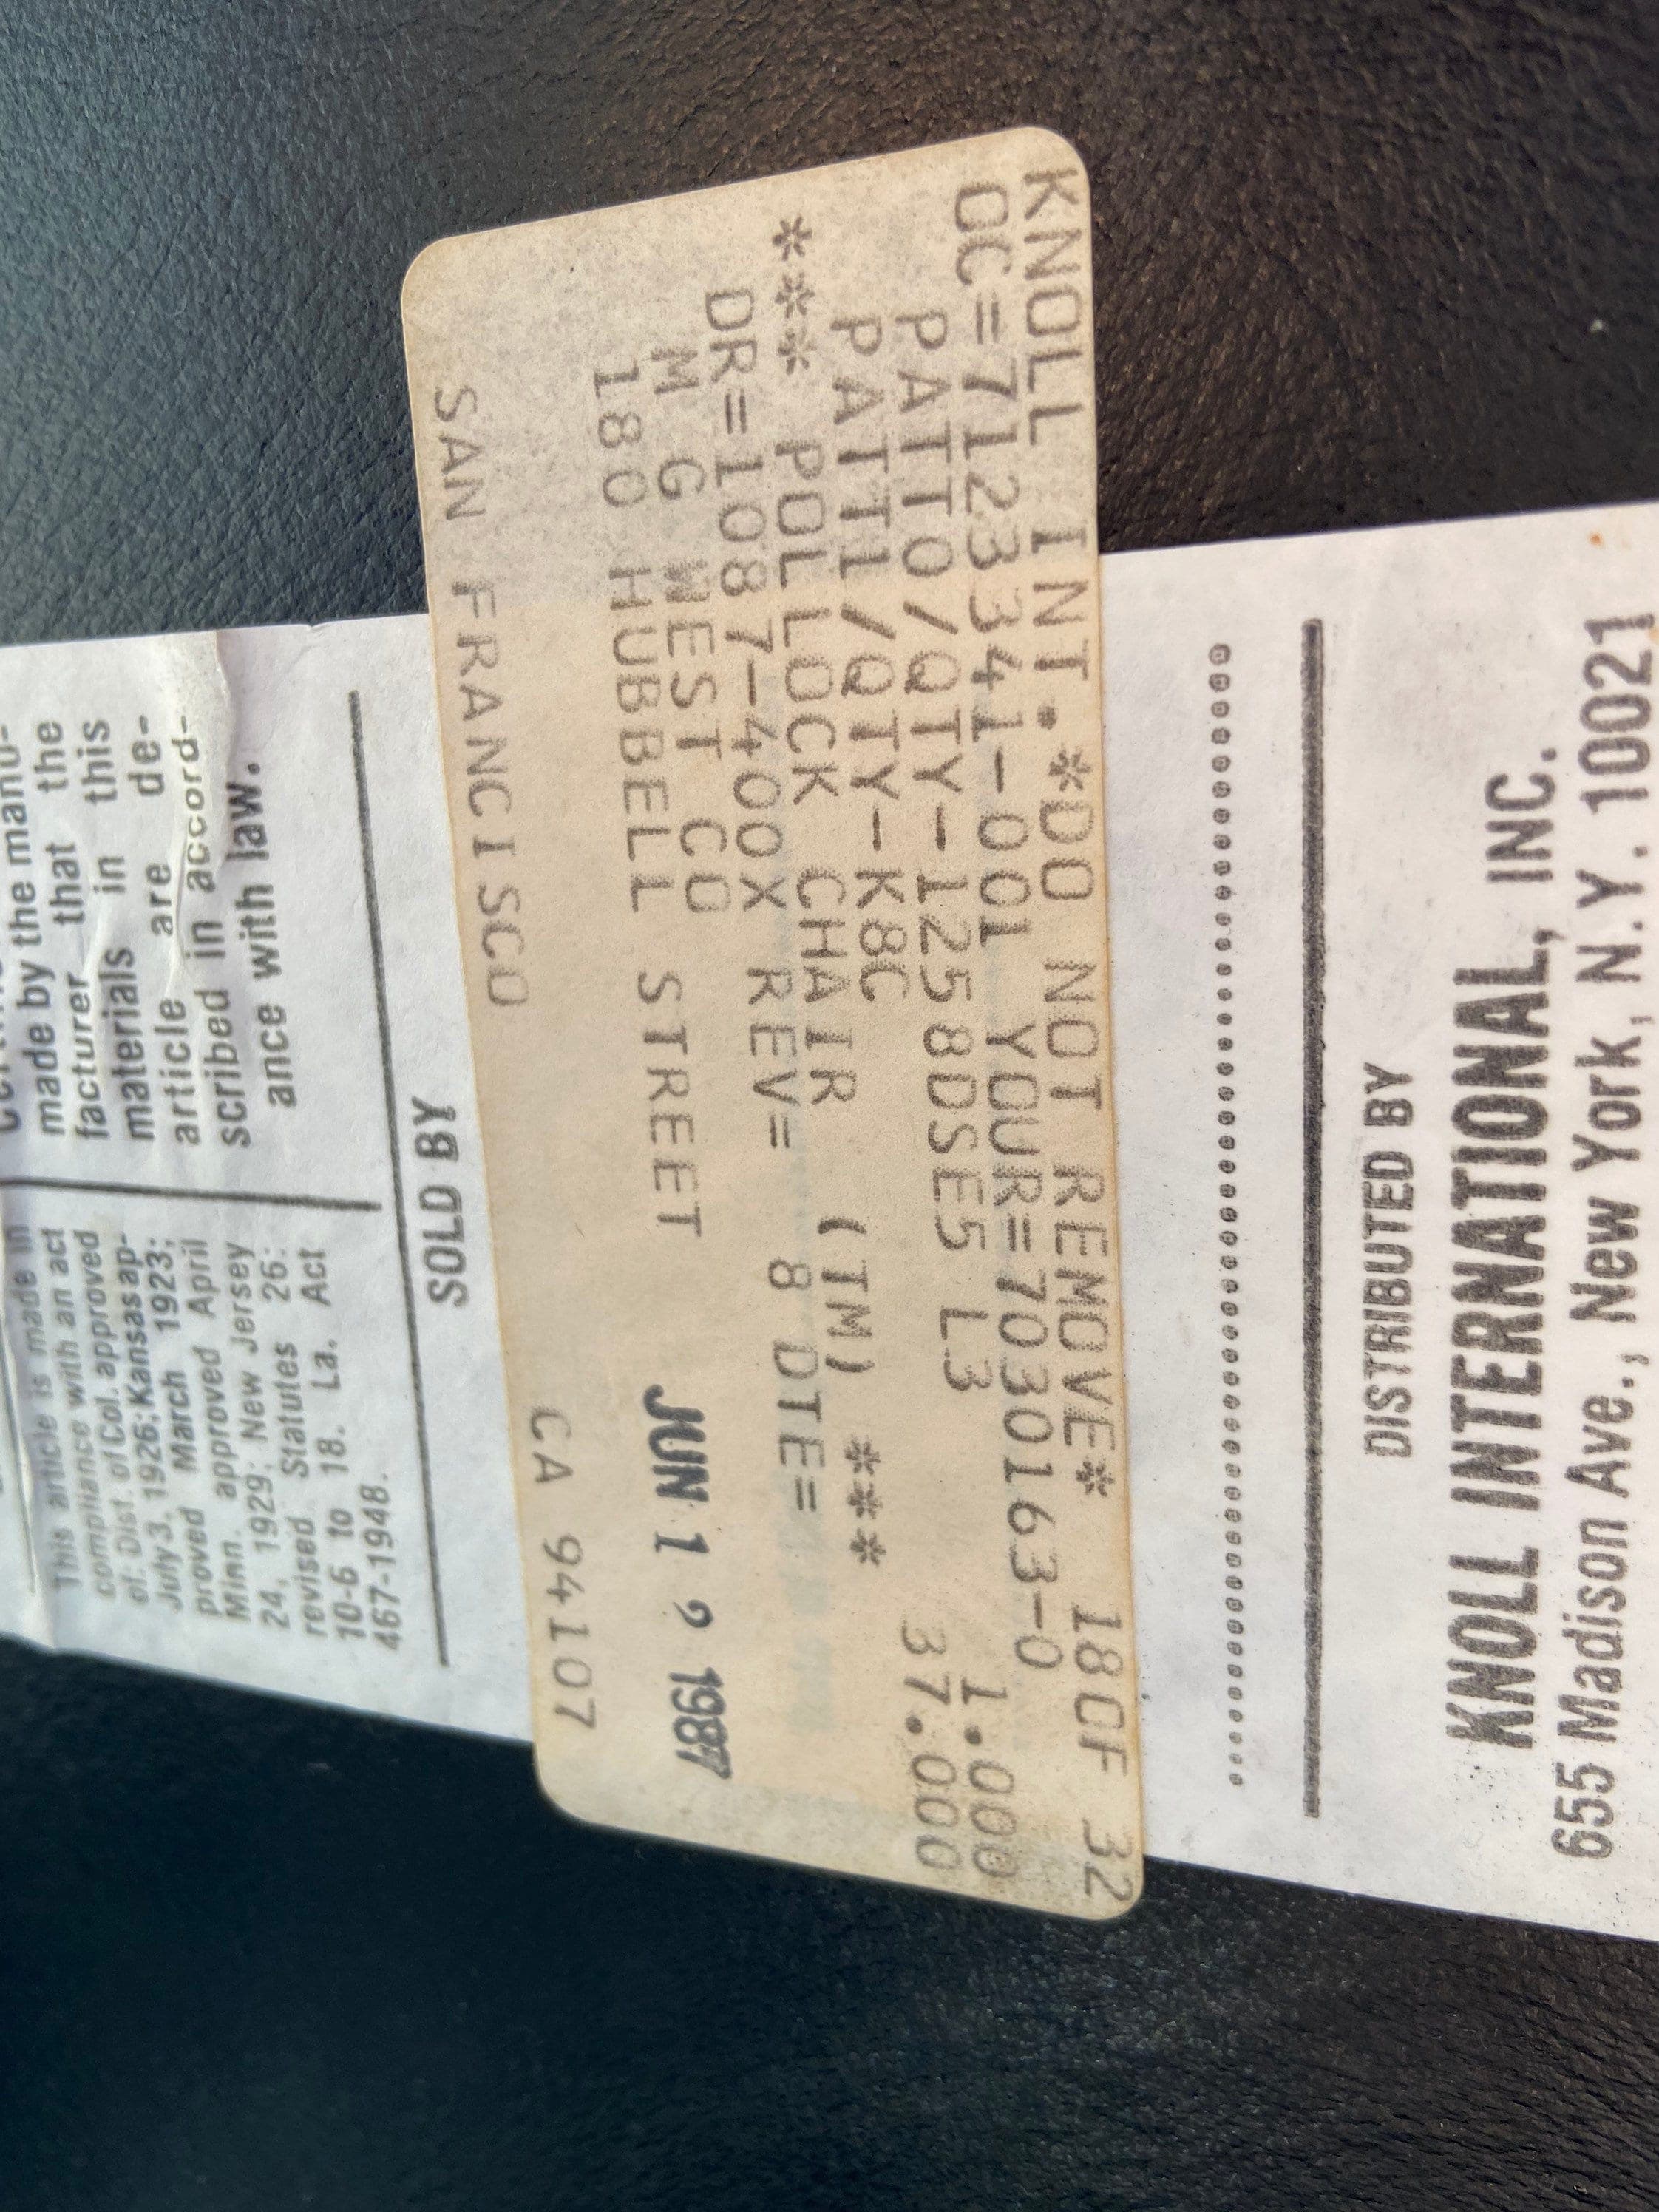 KNOLL INT. *DO NOT REMOVE* 18OF 32
OC=7123341-001 YOUR=7030163-0
PATTO/QTY-1258DSE5 L3 1.000
PATT1/QTY-K8C 37.000
*** POLLOCK CHAIR (TM) ***
DR=1087-400X REV= 8 DTE=
M G WEST CO
180 HUBBELL STREET JUN 12 1987
SAN FRANCISCO CA 94107
made by the manu-
facturer that the
materials in this
article are de-
scribed in accord-
ance with law.
This article is made in
compliance with an act
of: Dist. of Col. approved
July 3. 1926: Kansas ap-
proved March 1923;
Minn. approved April
24, 1929; New Jersey
revised Statutes 26:
10-6 to 18. La. Act
467-1948.
SOLD BY
DISTRIBUTED BY
KNOLL INTERNATIONAL, INC.
655 Madison Ave., New York, N.Y. 10021